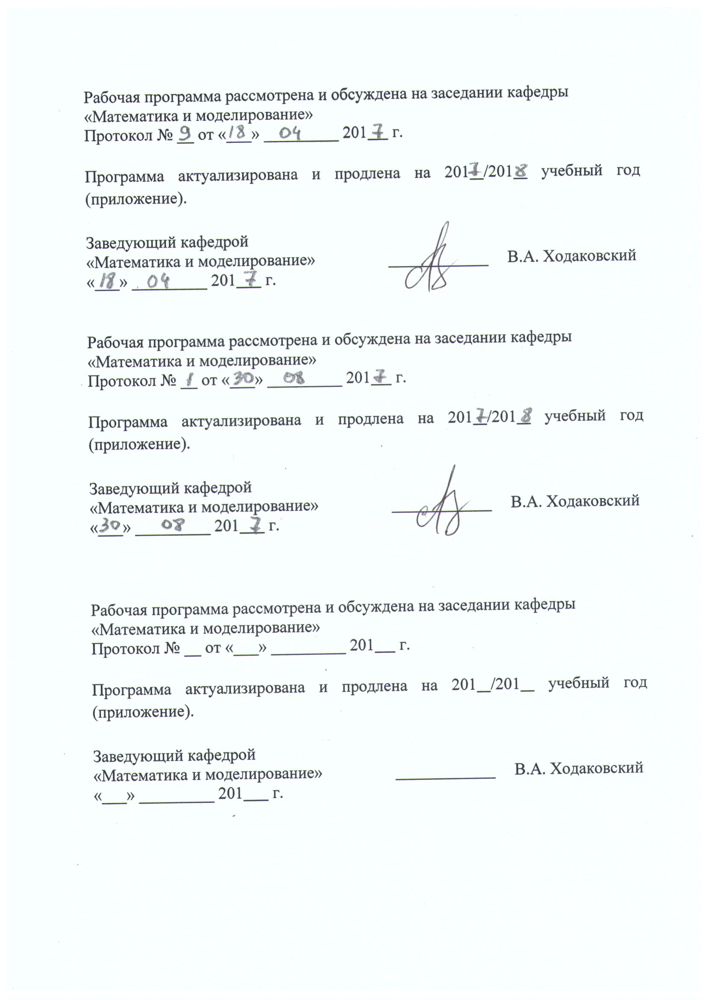 Рабочая программа рассмотрена и обсуждена на заседании кафедры
«Математика и моделирование»
Протокол № 9 от «18» 04 2017 г.
Программа актуализирована и продлена на 2017/2018 учебный год
(приложение).
Заведующий кафедрой
«Математика и моделирование» В.А. Ходаковский
«18» 04 2017 г.
Рабочая программа рассмотрена и обсуждена на заседании кафедры
«Математика и моделирование»
Протокол № 1 от «30» 08 2017 г.
Программа актуализирована и продлена на 2017/2018 учебный год
(приложение).
Заведующий кафедрой
«Математика и моделирование» В.А. Ходаковский
«30» 08 2017 г.
Рабочая программа рассмотрена и обсуждена на заседании кафедры
«Математика и моделирование»
Протокол № __ от «___» _________ 201__ г.
Программа актуализирована и продлена на 201__/201__ учебный год
(приложение).
Заведующий кафедрой
«Математика и моделирование» ____________ В.А. Ходаковский
«___» _________ 201___ г.